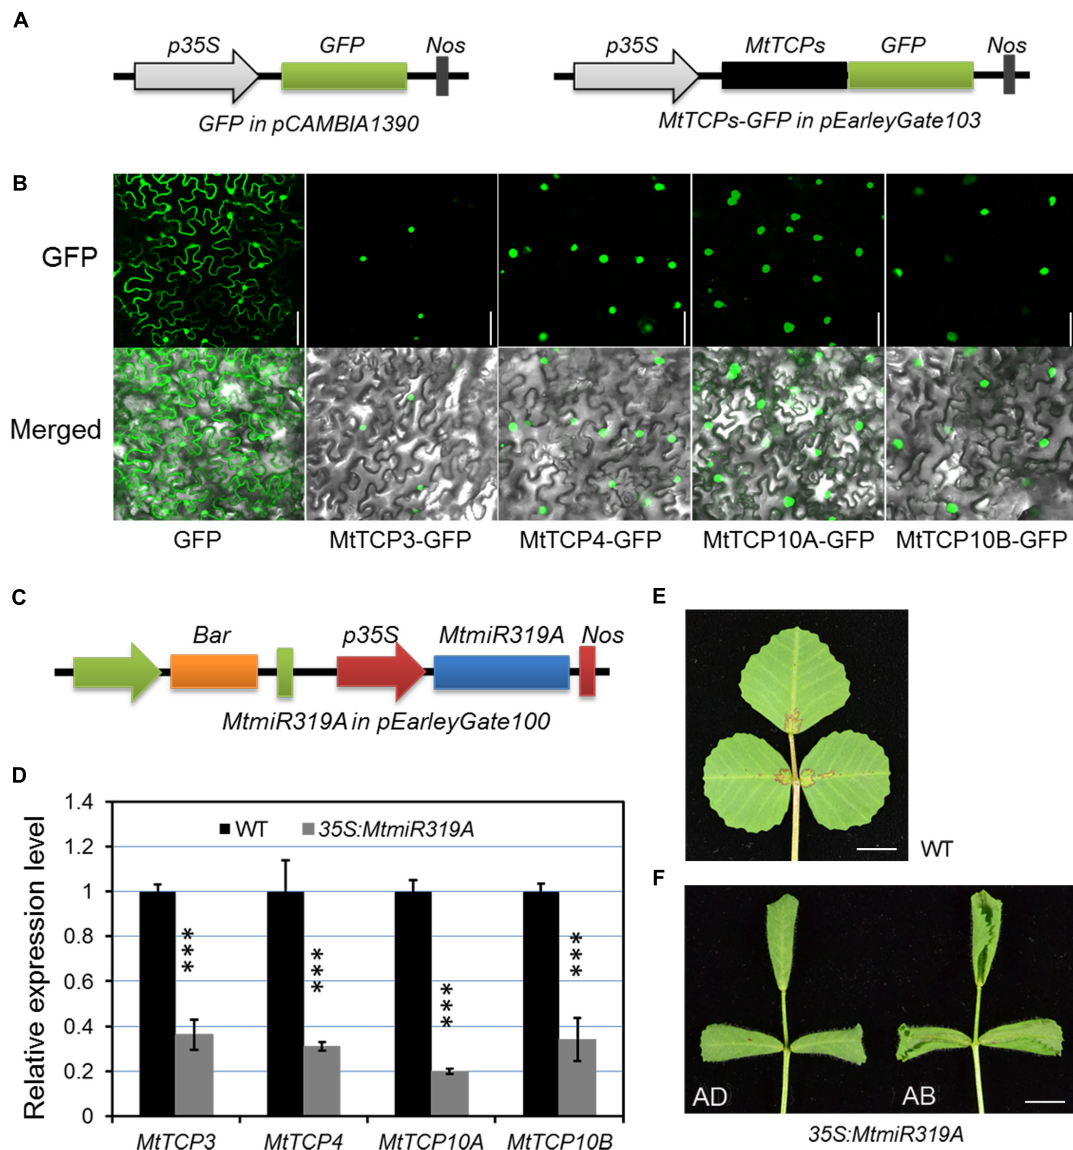 A
p35S GFP Nos
GFP in pCAMBIA1390
p35S MtTCPs GFP Nos
MtTCPs-GFP in pEarleyGate103
B
GFP
Merged
GFP MtTCP3-GFP MtTCP4-GFP MtTCP10A-GFP MtTCP10B-GFP
C
Bar p35S MtmiR319A Nos
MtmiR319A in pEarleyGate100
D
Relative expression level
1.4
1.2
1
0.8
0.6
0.4
0.2
0
WT 35S:MtmiR319A
***
***
***
***
MtTCP3 MtTCP4 MtTCP10A MtTCP10B
E
WT
F
AD AB
35S:MtmiR319A